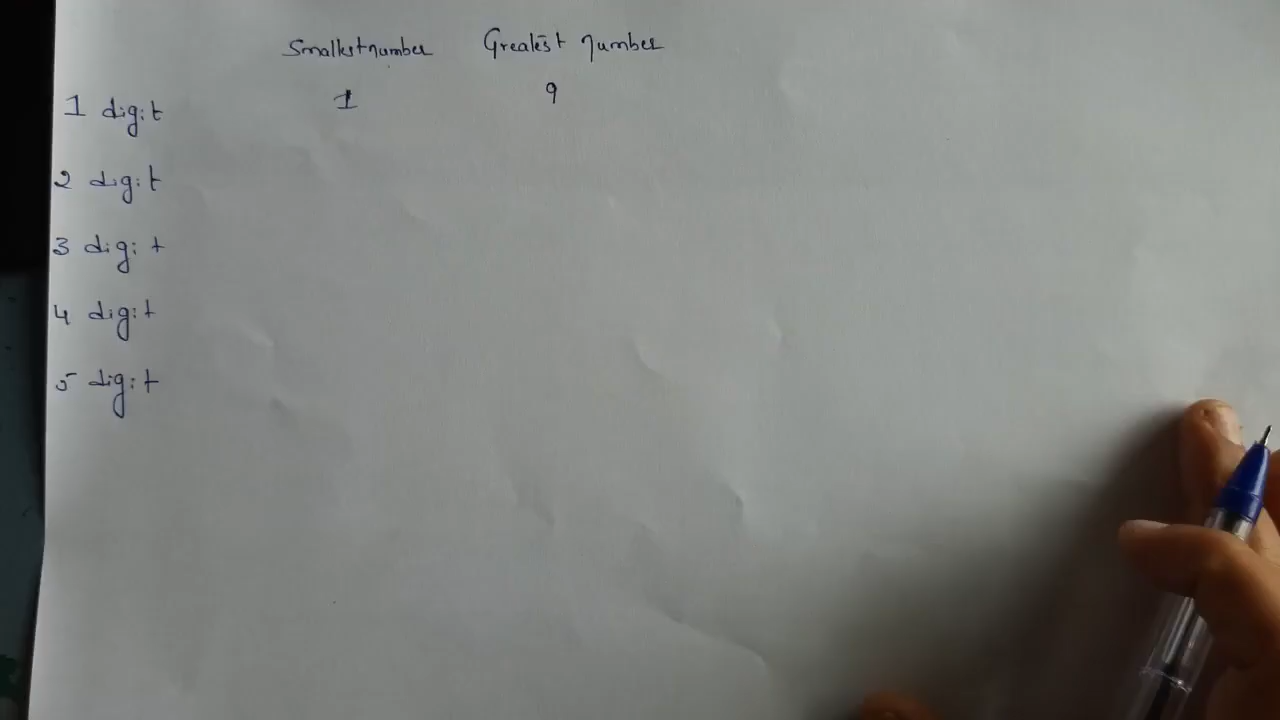 Smallest number Greatest number
1 digit 1 9
2 digit
3 digit
4 digit
5 digit